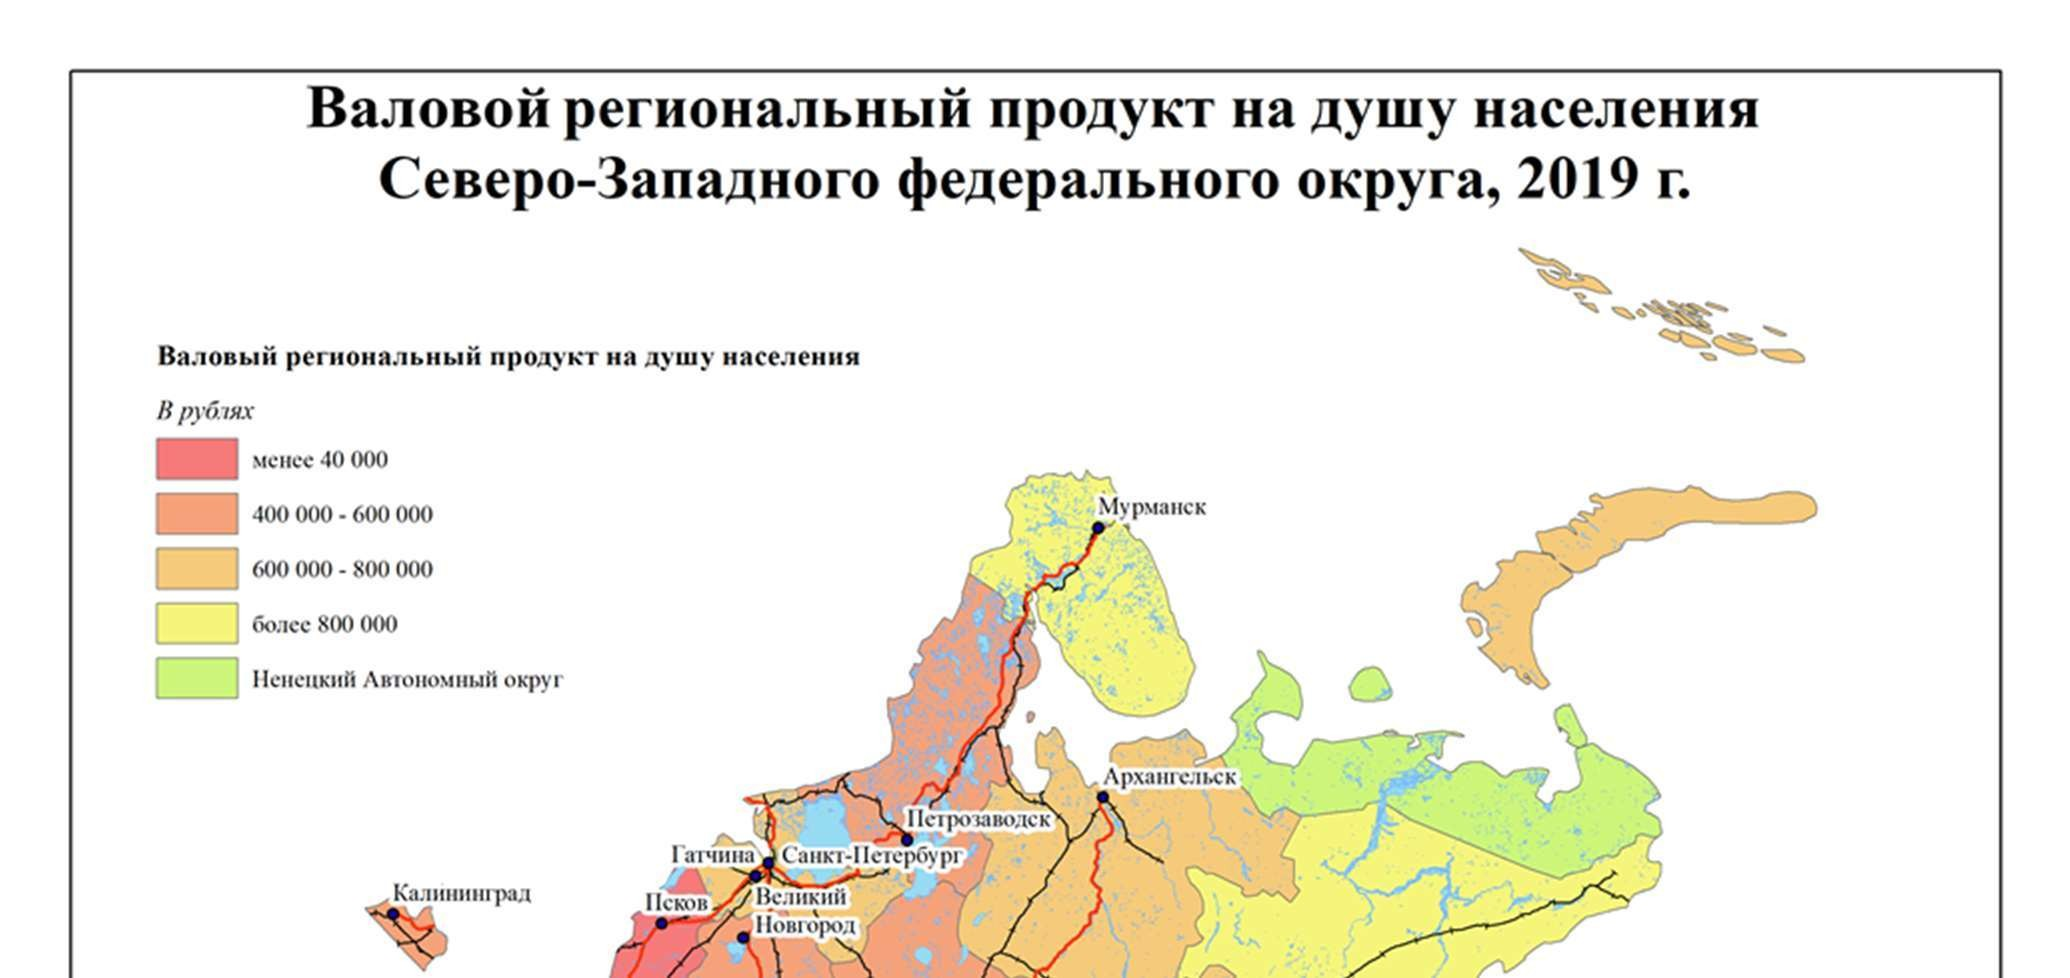 Валовой региональный продукт на душу населения
Северо-Западного федерального округа, 2019 г.
Валовый региональный продукт на душу населения
В рублях
менее 40 000
400 000 - 600 000
600 000 - 800 000
более 800 000
Ненецкий Автономный округ
Мурманск
Архангельск
Петрозаводск
Гатчина
Санкт-Петербург
Калининград
Псков
Великий
Новгород